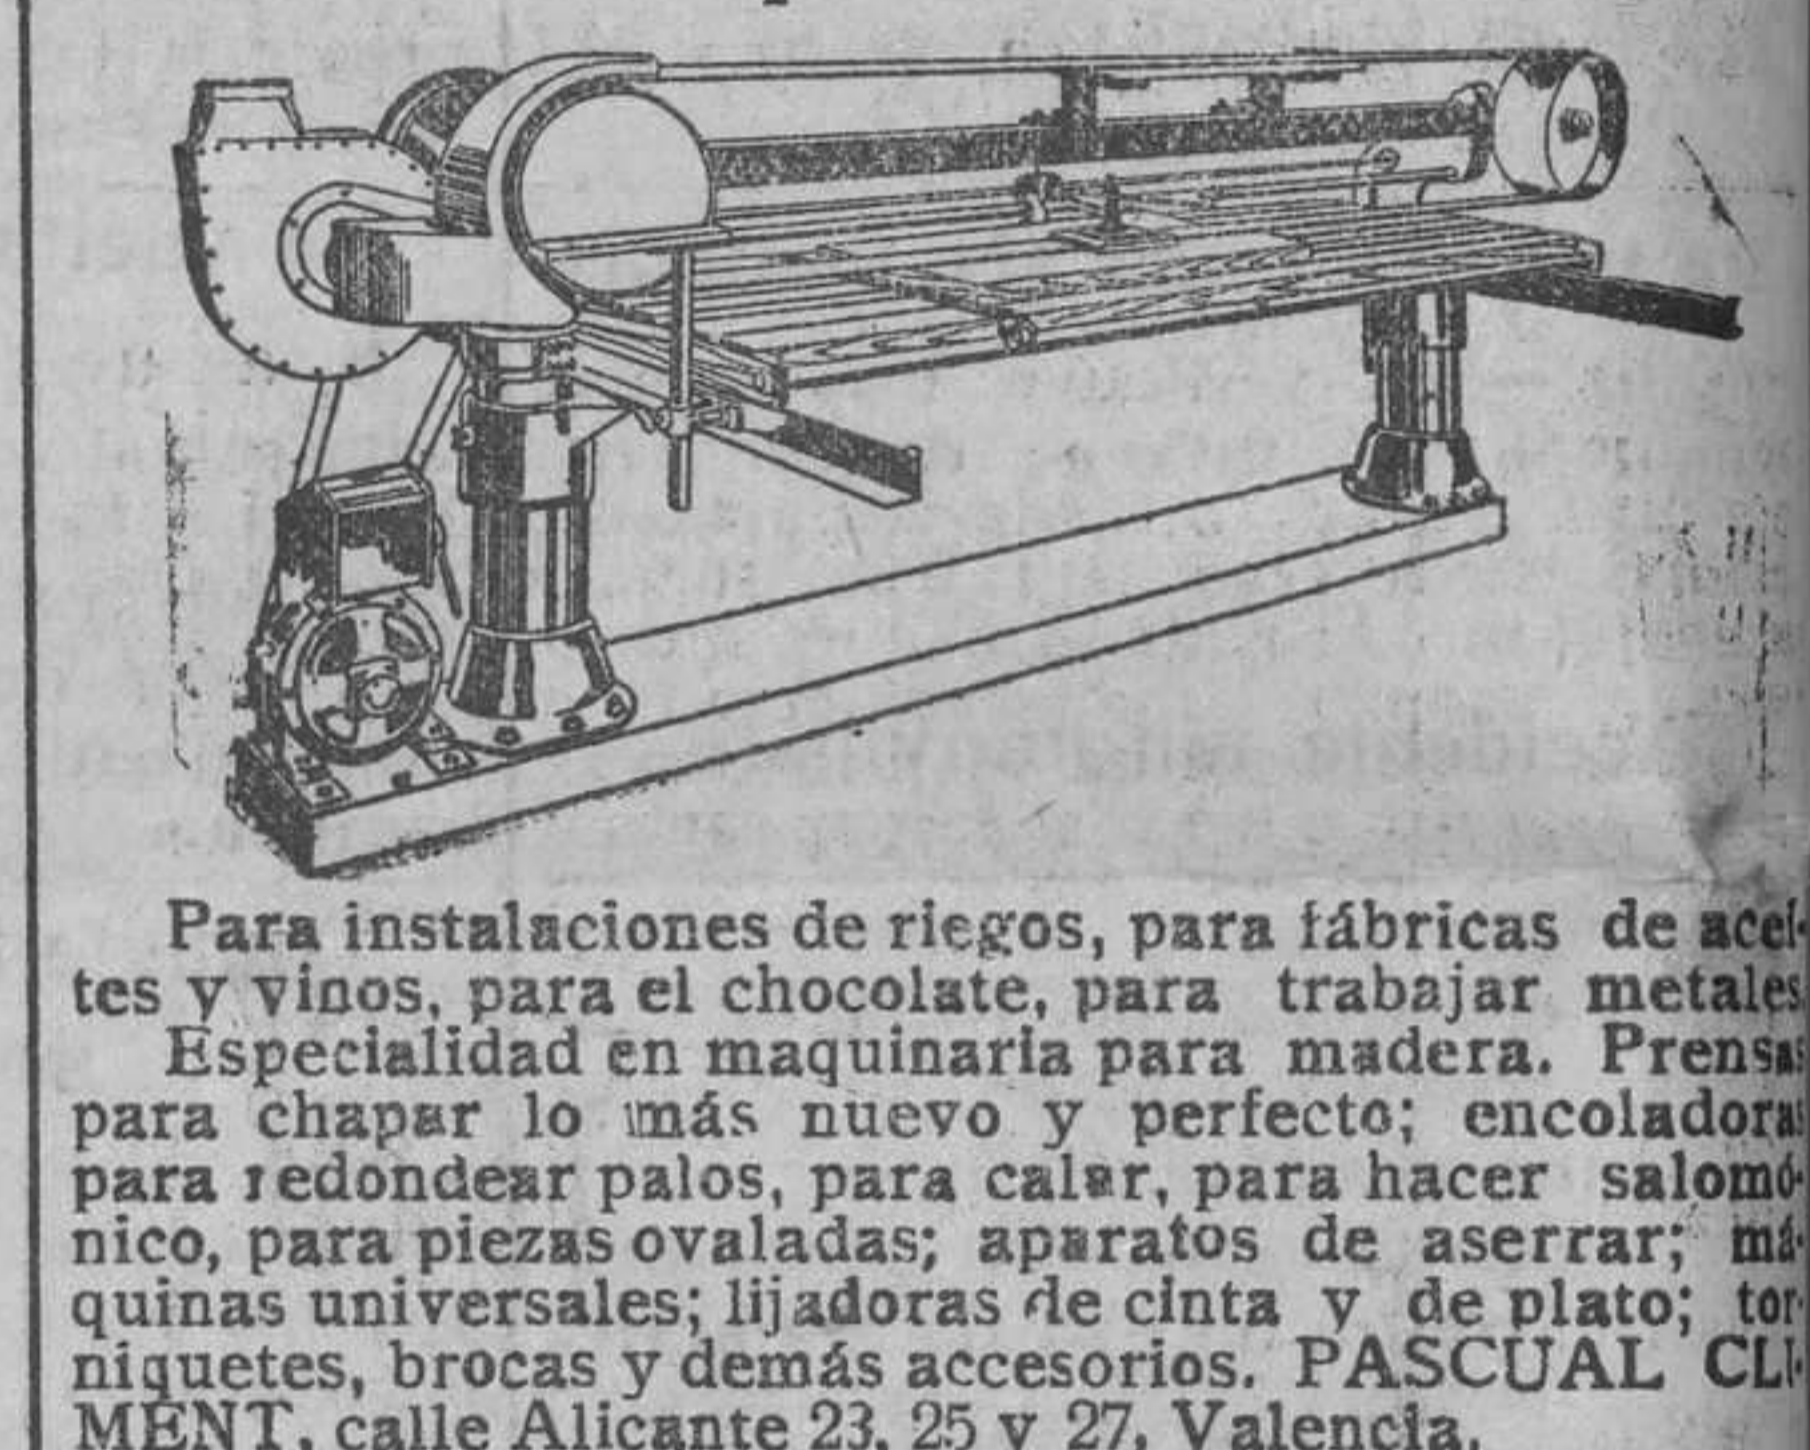 Para instalaciones de riegos, para fábricas de acei-
tes y vinos, para el chocolate, para trabajar metales
Especialidad en maquinaria para madera. Prensas
para chapar lo más nuevo y perfecto; encoladoras
para redondear palos, para calar, para hacer salomó-
nico, para piezas ovaladas; aparatos de aserrar; má-
quinas universales; lijadoras de cinta y de plato; tor-
niquetes, brocas y demás accesorios. PASCUAL CLI-
MENT, calle Alicante 23, 25 y 27, Valencia.